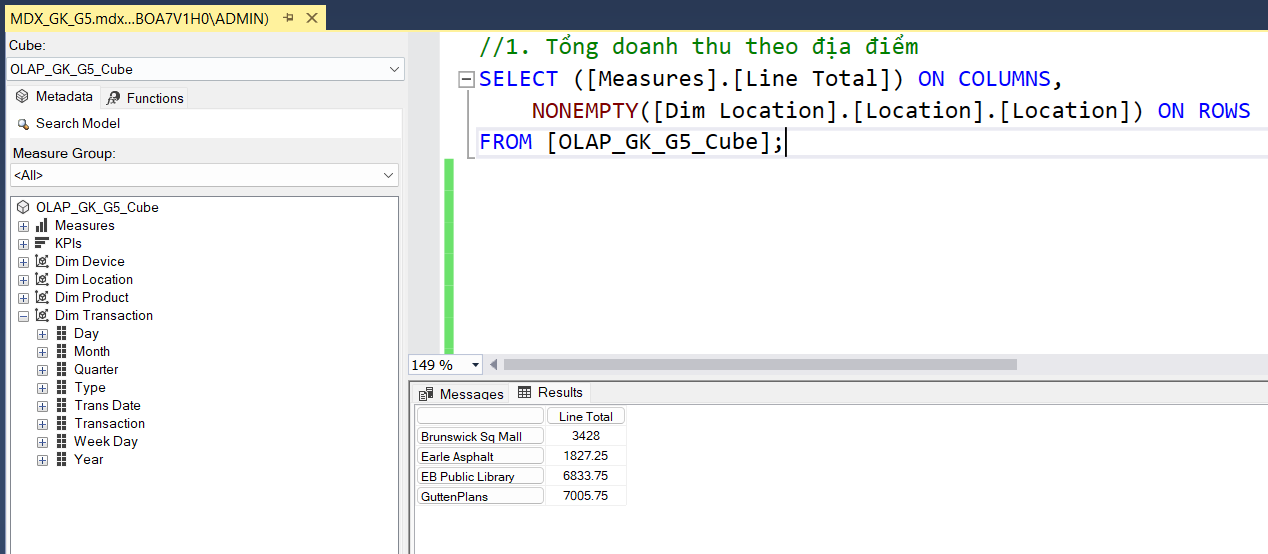 MDX_GK_G5.mdx...BOA7V1H0\ADMIN)
Cube:
OLAP_GK_G5_Cube
Metadata
Functions
Search Model
Measure Group:
<All>
OLAP_GK_G5_Cube
Measures
KPIs
Dim Device
Dim Location
Dim Product
Dim Transaction
Day
Month
Quarter
Type
Trans Date
Transaction
Week Day
Year
//1. Tổng doanh thu theo địa điểm
SELECT ([Measures].[Line Total]) ON COLUMNS,
NONEMPTY([Dim Location].[Location].[Location]) ON ROWS
FROM [OLAP_GK_G5_Cube];
149 %
Messages
Results
Line Total
Brunswick Sq Mall 3428
Earle Asphalt 1827.25
EB Public Library 6833.75
GuttenPlans 7005.75